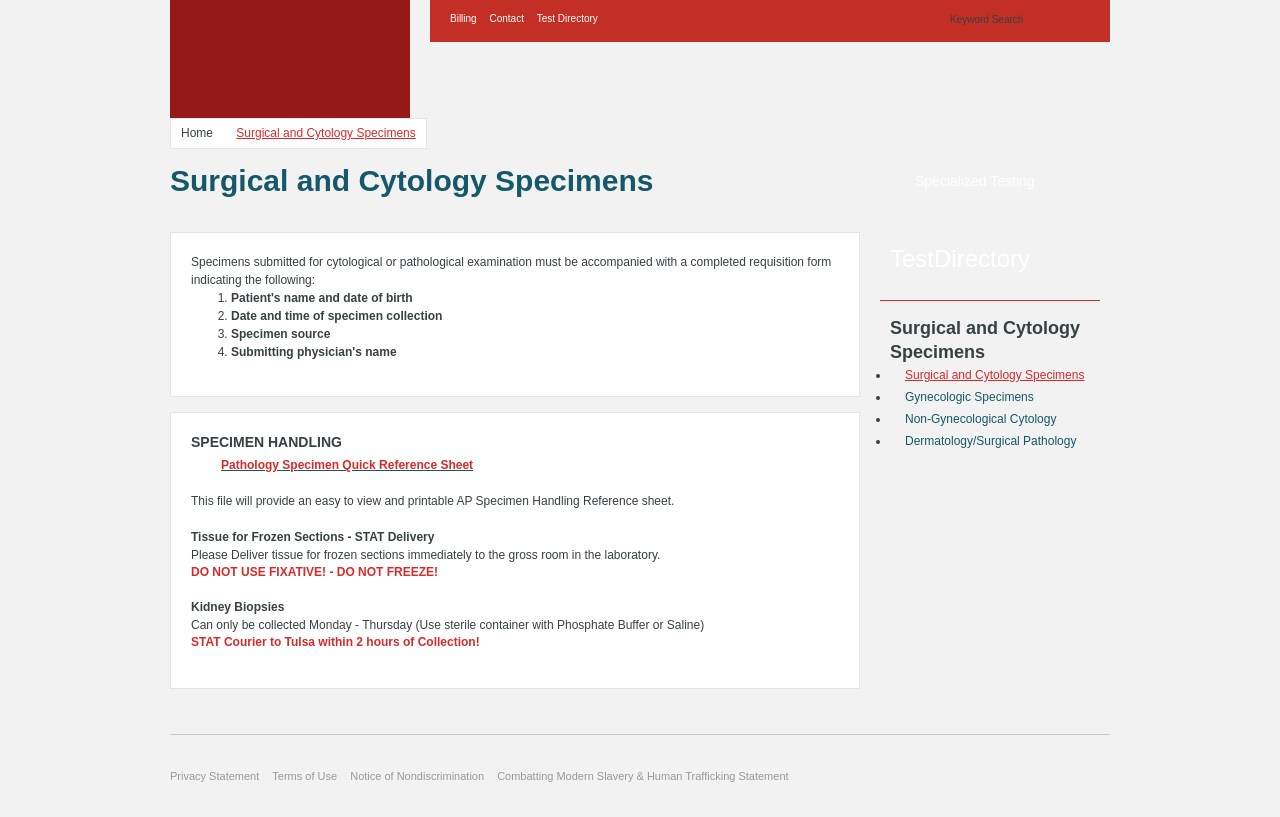 Billing Contact Test Directory
Keyword Search
Home Surgical and Cytology Specimens
Surgical and Cytology Specimens
Specialized Testing
Specimens submitted for cytological or pathological examination must be accompanied with a completed requisition form
indicating the following:
1. Patient's name and date of birth
2. Date and time of specimen collection
3. Specimen source
4. Submitting physician's name
SPECIMEN HANDLING
Pathology Specimen Quick Reference Sheet
This file will provide an easy to view and printable AP Specimen Handling Reference sheet.
Tissue for Frozen Sections - STAT Delivery
Please Deliver tissue for frozen sections immediately to the gross room in the laboratory.
DO NOT USE FIXATIVE! - DO NOT FREEZE!
Kidney Biopsies
Can only be collected Monday - Thursday (Use sterile container with Phosphate Buffer or Saline)
STAT Courier to Tulsa within 2 hours of Collection!
TestDirectory
Surgical and Cytology
Specimens
• Surgical and Cytology Specimens
• Gynecologic Specimens
• Non-Gynecological Cytology
• Dermatology/Surgical Pathology
Privacy Statement Terms of Use Notice of Nondiscrimination Combatting Modern Slavery & Human Trafficking Statement